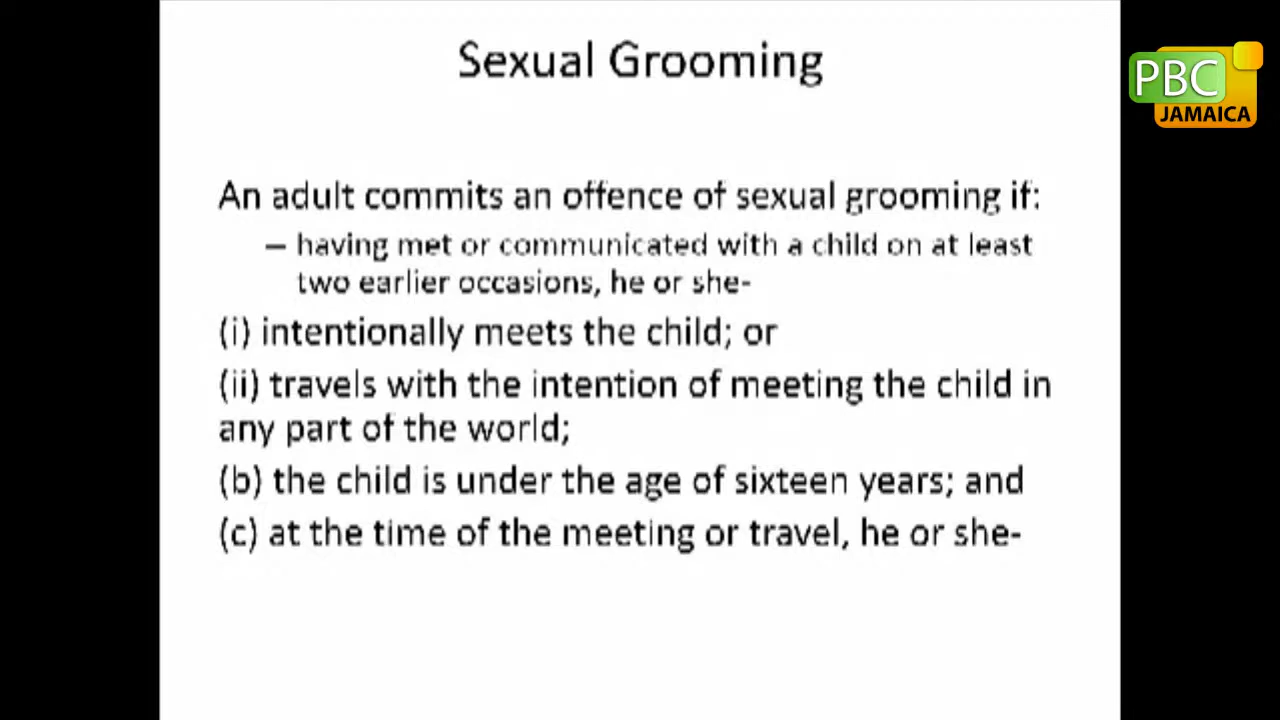 Sexual Grooming
PBC
JAMAICA
An adult commits an offence of sexual grooming if:
– having met or communicated with a child on at least
two earlier occasions, he or she-
(i) intentionally meets the child; or
(ii) travels with the intention of meeting the child in
any part of the world;
(b) the child is under the age of sixteen years; and
(c) at the time of the meeting or travel, he or she-